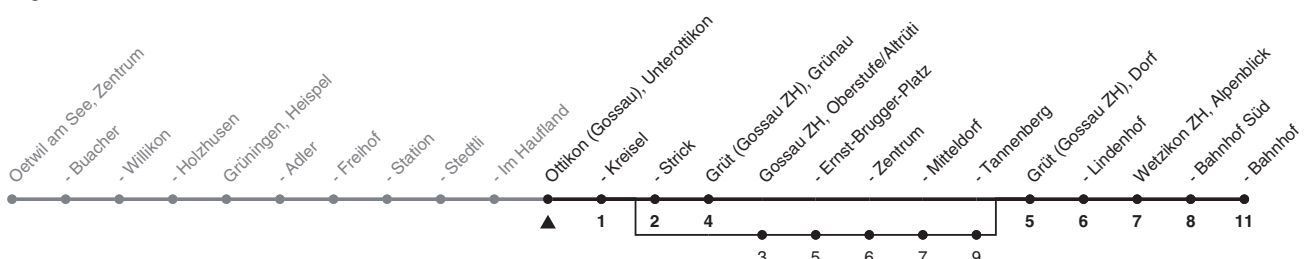 Oetwil am See, Zentrum
- Buacher
- Willikon
- Holzhusen
Grüningen, Heispel
- Adler
- Freihof
- Station
- Stedtli
- Im Haufland
Ottikon (Gossau), Unterottikon
- Kreisel
- Strick
Grüt (Gossau ZH), Grünau
Gossau ZH, Oberstufe/Altrüti
- Ernst-Brugger-Platz
- Zentrum
- Mitteldorf
- Tannenberg
Grüt (Gossau ZH), Dorf
- Lindenhof
Wetzikon ZH, Alpenblick
- Bahnhof Süd
- Bahnhof
1 2 4 5 6 7 8 11
3 5 6 7 9